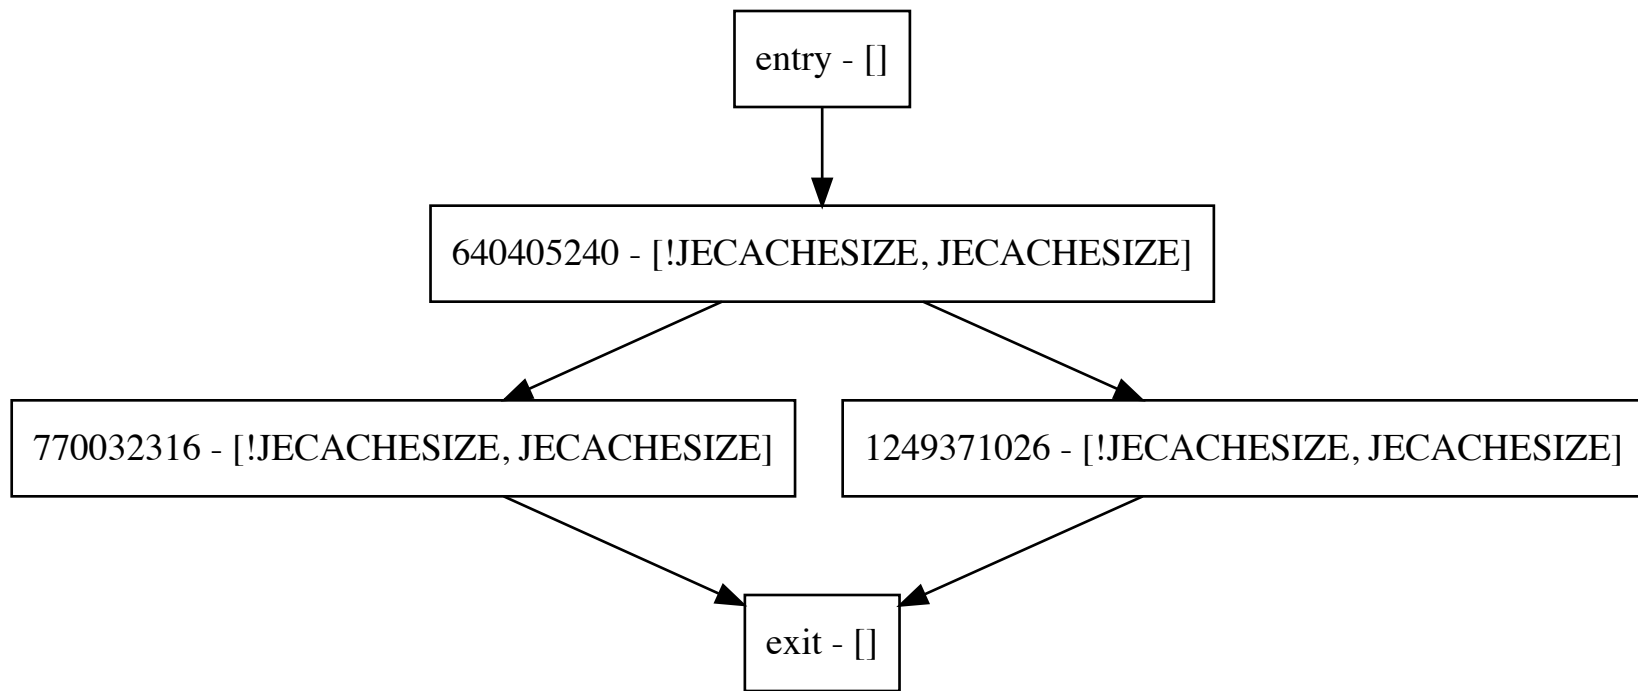 entry - []
640405240 - [!JECACHESIZE, JECACHESIZE]
770032316 - [!JECACHESIZE, JECACHESIZE]
1249371026 - [!JECACHESIZE, JECACHESIZE]
exit - []